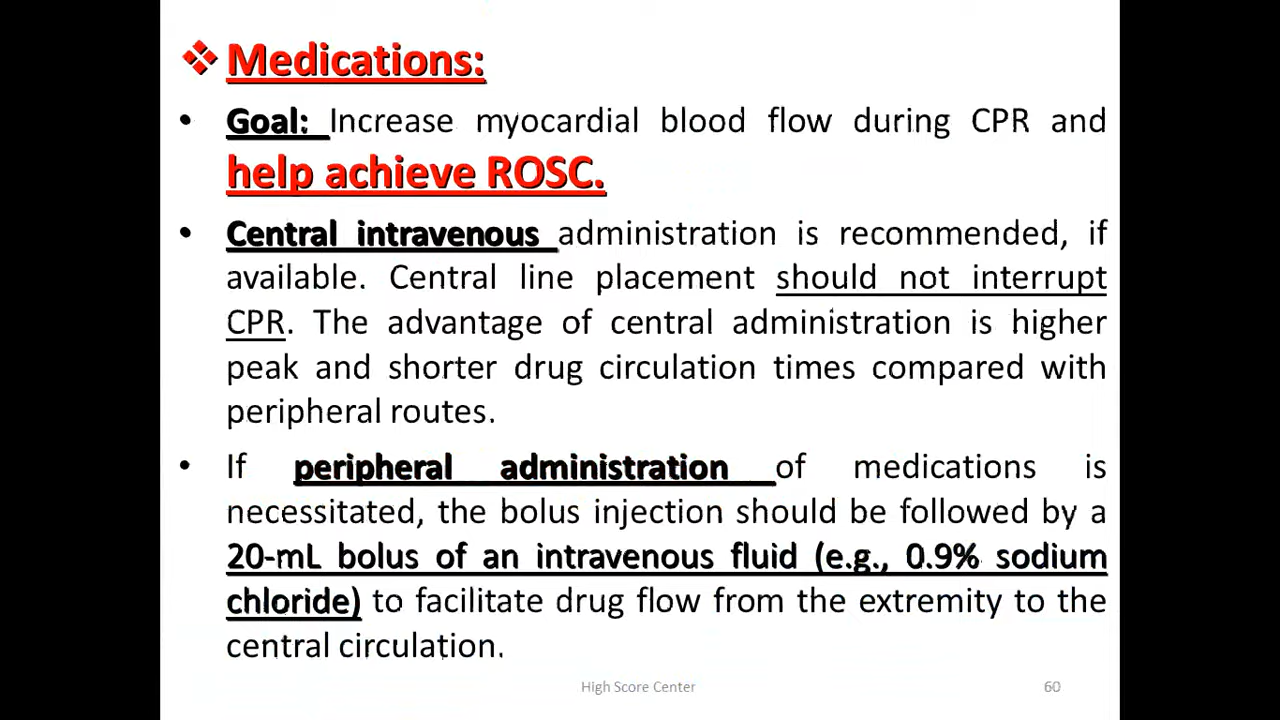 ❖ Medications:
• Goal: Increase myocardial blood flow during CPR and
help achieve ROSC.
• Central intravenous administration is recommended, if
available. Central line placement should not interrupt
CPR. The advantage of central administration is higher
peak and shorter drug circulation times compared with
peripheral routes.
• If peripheral administration of medications is
necessitated, the bolus injection should be followed by a
20-mL bolus of an intravenous fluid (e.g., 0.9% sodium
chloride) to facilitate drug flow from the extremity to the
central circulation.
High Score Center 60